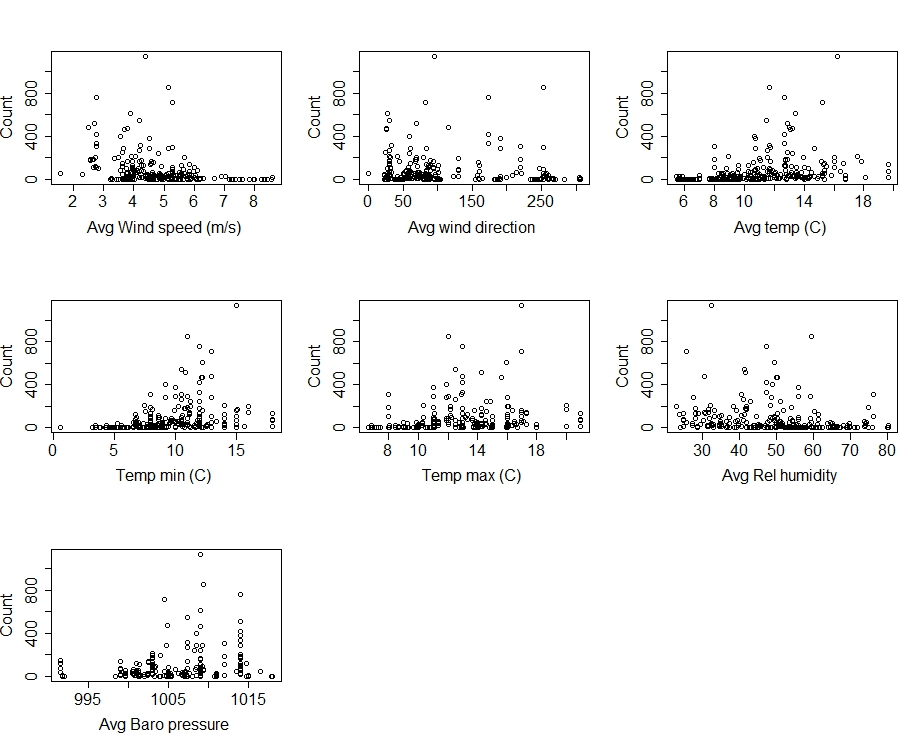 Count
0 400 800
2 3 4 5 6 7 8
Avg Wind speed (m/s)
Count
0 400 800
0 50 150 250
Avg wind direction
Count
0 400 800
6 8 10 14 18
Avg temp (C)
Count
0 400 800
0 5 10 15
Temp min (C)
Count
0 400 800
8 10 14 18
Temp max (C)
Count
0 400 800
30 40 50 60 70 80
Avg Rel humidity
Count
0 400 800
995 1005 1015
Avg Baro pressure